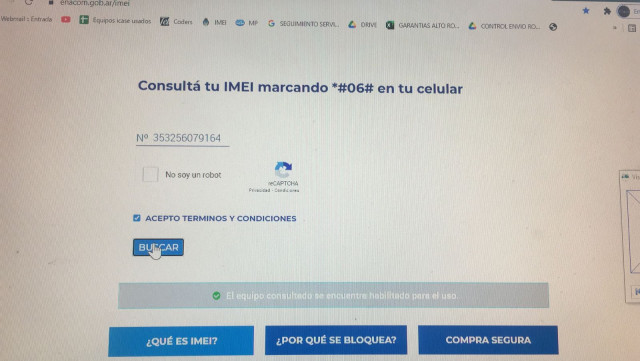 enacom.gob.ar/imei
Webmail :: Entrada Equipos icase usados Coders IMEI MP SEGUIMIENTO SERVI... DRIVE GARANTIAS ALTO RO... CONTROL ENVIO RO...
Consultá tu IMEI marcando *#06# en tu celular
Nº 353256079164
No soy un robot
reCAPTCHA
Privacidad - Condiciones
ACEPTO TERMINOS Y CONDICIONES
BUSCAR
El equipo consultado se encuentra habilitado para el uso.
¿QUÉ ES IMEI? ¿POR QUÉ SE BLOQUEA? COMPRA SEGURA